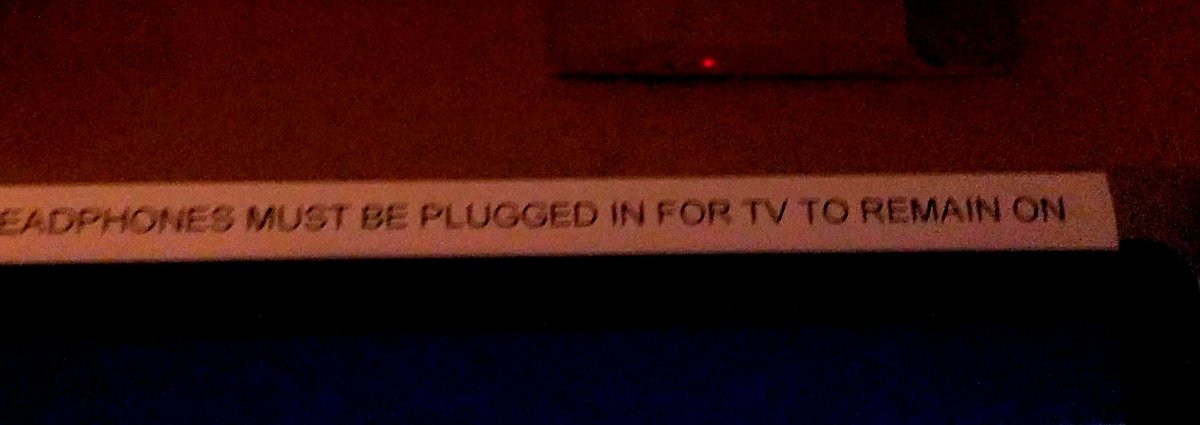 EADPHONES MUST BE PLUGGED IN FOR TV TO REMAIN ON